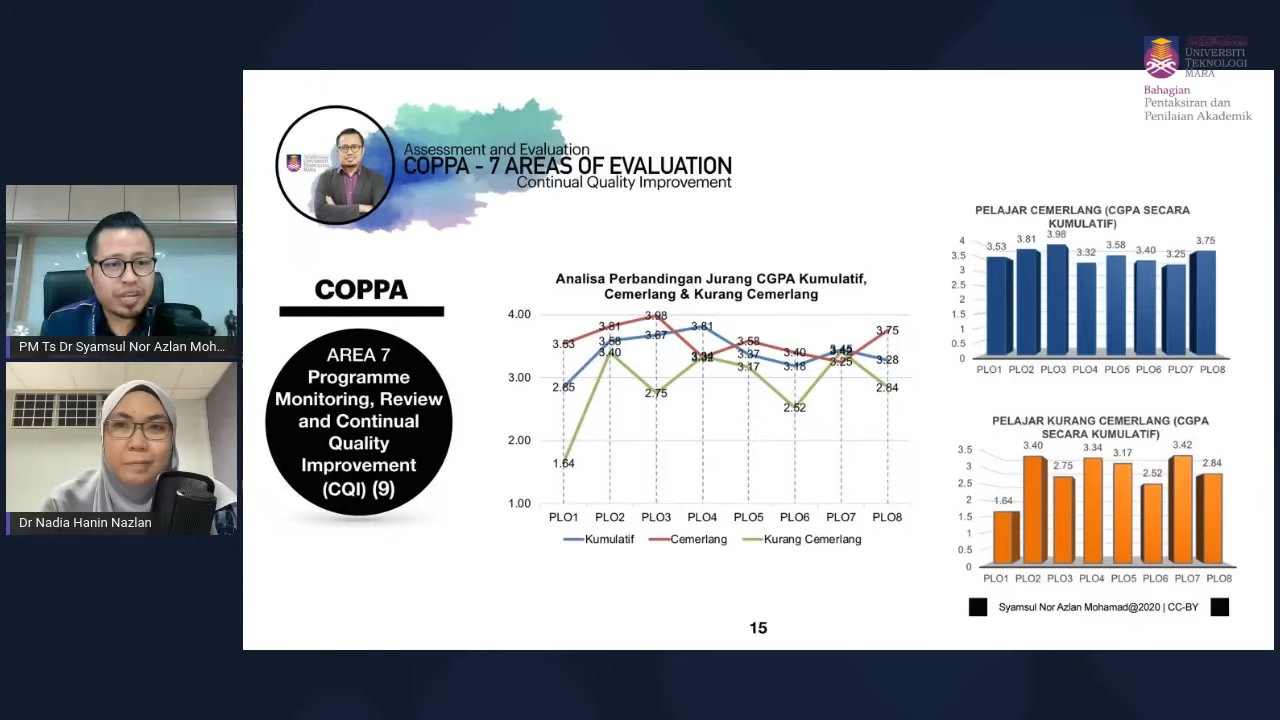 UNIVERSITI
TEKNOLOGI
MARA
Bahagian
Pentaksiran dan
Penilaian Akademik
Assessment and Evaluation
COPPA - 7 AREAS OF EVALUATION
Continual Quality Improvement
COPPA
AREA 7
Programme
Monitoring, Review
and Continual
Quality
Improvement
(CQI) (9)
Analisa Perbandingan Jurang CGPA Kumulatif,
Cemerlang & Kurang Cemerlang
4.00
3.00
2.00
1.00
3.53 3.81 3.98 3.81 3.58 3.40 3.25 3.75
2.85 3.58 3.67 3.37 3.18 3.28
1.64 3.40 2.75 3.34 3.17 2.52 2.84
PLO1 PLO2 PLO3 PLO4 PLO5 PLO6 PLO7 PLO8
Kumulatif Cemerlang Kurang Cemerlang
PELAJAR CEMERLANG (CGPA SECARA
KUMULATIF)
4
3.5
3
2.5
2
1.5
1
0.5
0
3.53 3.81 3.98 3.32 3.58 3.40 3.25 3.75
PLO1 PLO2 PLO3 PLO4 PLO5 PLO6 PLO7 PLO8
PELAJAR KURANG CEMERLANG (CGPA
SECARA KUMULATIF)
3.5
3
2.5
2
1.5
1
0.5
0
1.64 3.40 2.75 3.34 3.17 2.52 3.42 2.84
PLO1 PLO2 PLO3 PLO4 PLO5 PLO6 PLO7 PLO8
Syamsul Nor Azlan Mohamad@2020 | CC-BY
15
PM Ts Dr Syamsul Nor Azlan Moh...
Dr Nadia Hanin Nazlan